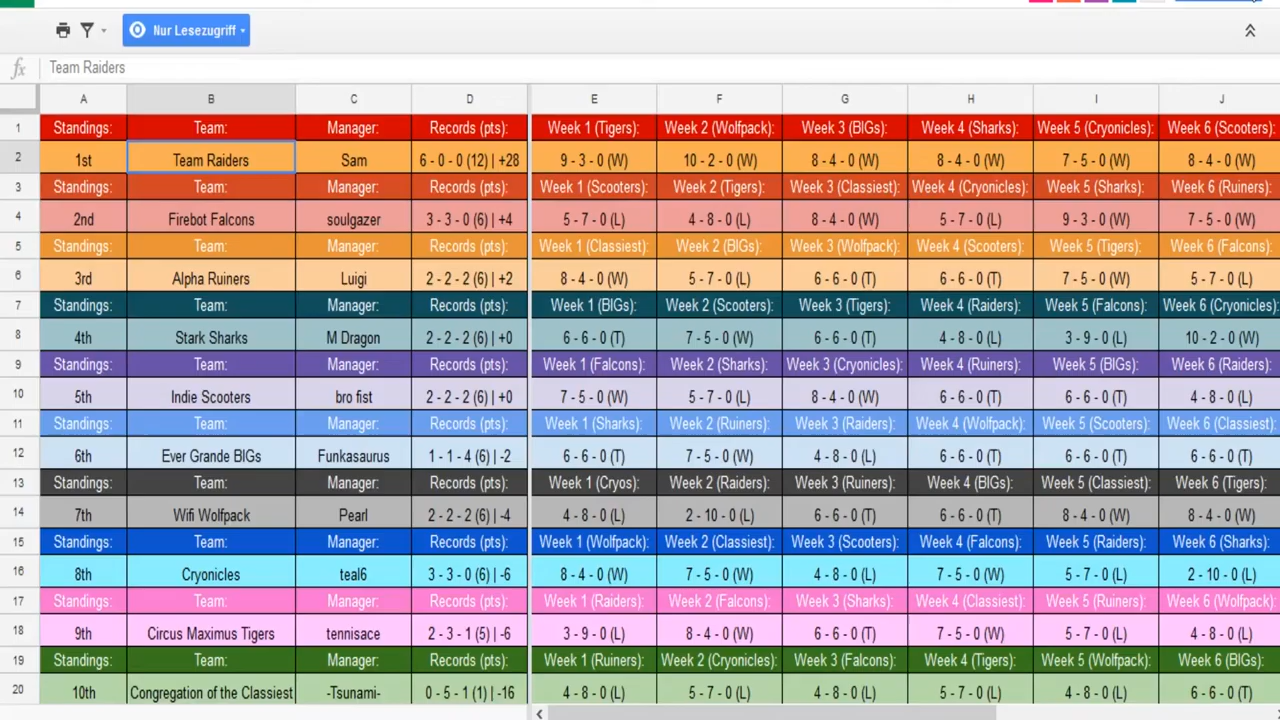 Nur Lesezugriff
fx Team Raiders
A B C D E F G H I J
1 Standings: Team: Manager: Records (pts): Week 1 (Tigers): Week 2 (Wolfpack): Week 3 (BIGs): Week 4 (Sharks): Week 5 (Cryonicles): Week 6 (Scooters):
2 1st Team Raiders Sam 6 - 0 - 0 (12) | +28 9 - 3 - 0 (W) 10 - 2 - 0 (W) 8 - 4 - 0 (W) 8 - 4 - 0 (W) 7 - 5 - 0 (W) 8 - 4 - 0 (W)
3 Standings: Team: Manager: Records (pts): Week 1 (Scooters): Week 2 (Tigers): Week 3 (Classiest): Week 4 (Cryonicles): Week 5 (Sharks): Week 6 (Ruiners):
4 2nd Firebot Falcons soulgazer 3 - 3 - 0 (6) | +4 5 - 7 - 0 (L) 4 - 8 - 0 (L) 8 - 4 - 0 (W) 5 - 7 - 0 (L) 9 - 3 - 0 (W) 7 - 5 - 0 (W)
5 Standings: Team: Manager: Records (pts): Week 1 (Classiest): Week 2 (BIGs): Week 3 (Wolfpack): Week 4 (Scooters): Week 5 (Tigers): Week 6 (Falcons):
6 3rd Alpha Ruiners Luigi 2 - 2 - 2 (6) | +2 8 - 4 - 0 (W) 5 - 7 - 0 (L) 6 - 6 - 0 (T) 6 - 6 - 0 (T) 7 - 5 - 0 (W) 5 - 7 - 0 (L)
7 Standings: Team: Manager: Records (pts): Week 1 (BIGs): Week 2 (Scooters): Week 3 (Tigers): Week 4 (Raiders): Week 5 (Falcons): Week 6 (Cryonicles):
8 4th Stark Sharks M Dragon 2 - 2 - 2 (6) | +0 6 - 6 - 0 (T) 7 - 5 - 0 (W) 6 - 6 - 0 (T) 4 - 8 - 0 (L) 3 - 9 - 0 (L) 10 - 2 - 0 (W)
9 Standings: Team: Manager: Records (pts): Week 1 (Falcons): Week 2 (Sharks): Week 3 (Cryonicles): Week 4 (Ruiners): Week 5 (BIGs): Week 6 (Raiders):
10 5th Indie Scooters bro fist 2 - 2 - 2 (6) | +0 7 - 5 - 0 (W) 5 - 7 - 0 (L) 8 - 4 - 0 (W) 6 - 6 - 0 (T) 6 - 6 - 0 (T) 4 - 8 - 0 (L)
11 Standings: Team: Manager: Records (pts): Week 1 (Sharks): Week 2 (Ruiners): Week 3 (Raiders): Week 4 (Wolfpack): Week 5 (Scooters): Week 6 (Classiest):
12 6th Ever Grande BIGs Funkasaurus 1 - 1 - 4 (6) | -2 6 - 6 - 0 (T) 7 - 5 - 0 (W) 4 - 8 - 0 (L) 6 - 6 - 0 (T) 6 - 6 - 0 (T) 6 - 6 - 0 (T)
13 Standings: Team: Manager: Records (pts): Week 1 (Cryos): Week 2 (Raiders): Week 3 (Ruiners): Week 4 (BIGs): Week 5 (Classiest): Week 6 (Tigers):
14 7th Wifi Wolfpack Pearl 2 - 2 - 2 (6) | -4 4 - 8 - 0 (L) 2 - 10 - 0 (L) 6 - 6 - 0 (T) 6 - 6 - 0 (T) 8 - 4 - 0 (W) 8 - 4 - 0 (W)
15 Standings: Team: Manager: Records (pts): Week 1 (Wolfpack): Week 2 (Classiest): Week 3 (Scooters): Week 4 (Falcons): Week 5 (Raiders): Week 6 (Sharks):
16 8th Cryonicles teal6 3 - 3 - 0 (6) | -6 8 - 4 - 0 (W) 7 - 5 - 0 (W) 4 - 8 - 0 (L) 7 - 5 - 0 (W) 5 - 7 - 0 (L) 2 - 10 - 0 (L)
17 Standings: Team: Manager: Records (pts): Week 1 (Raiders): Week 2 (Falcons): Week 3 (Sharks): Week 4 (Classiest): Week 5 (Ruiners): Week 6 (Wolfpack):
18 9th Circus Maximus Tigers tennisace 2 - 3 - 1 (5) | -6 3 - 9 - 0 (L) 8 - 4 - 0 (W) 6 - 6 - 0 (T) 7 - 5 - 0 (W) 5 - 7 - 0 (L) 4 - 8 - 0 (L)
19 Standings: Team: Manager: Records (pts): Week 1 (Ruiners): Week 2 (Cryonicles): Week 3 (Falcons): Week 4 (Tigers): Week 5 (Wolfpack): Week 6 (BIGs):
20 10th Congregation of the Classiest -Tsunami- 0 - 5 - 1 (1) | -16 4 - 8 - 0 (L) 5 - 7 - 0 (L) 4 - 8 - 0 (L) 5 - 7 - 0 (L) 4 - 8 - 0 (L) 6 - 6 - 0 (T)